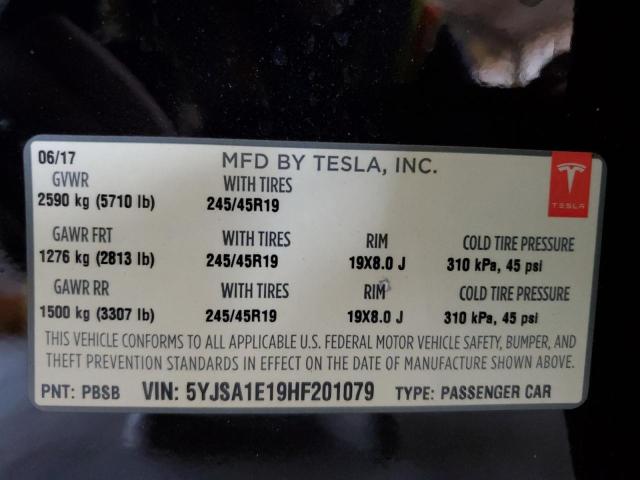 06/17 MFD BY TESLA, INC.
GVWR WITH TIRES
2590 kg (5710 lb) 245/45R19
TESLA
GAWR FRT WITH TIRES RIM COLD TIRE PRESSURE
1276 kg (2813 lb) 245/45R19 19X8.0 J 310 kPa, 45 psi
GAWR RR WITH TIRES RIM COLD TIRE PRESSURE
1500 kg (3307 lb) 245/45R19 19X8.0 J 310 kPa, 45 psi
THIS VEHICLE CONFORMS TO ALL APPLICABLE U.S. FEDERAL MOTOR VEHICLE SAFETY, BUMPER, AND
THEFT PREVENTION STANDARDS IN EFFECT ON THE DATE OF MANUFACTURE SHOWN ABOVE.
PNT: PBSB VIN: 5YJSA1E19HF201079 TYPE: PASSENGER CAR